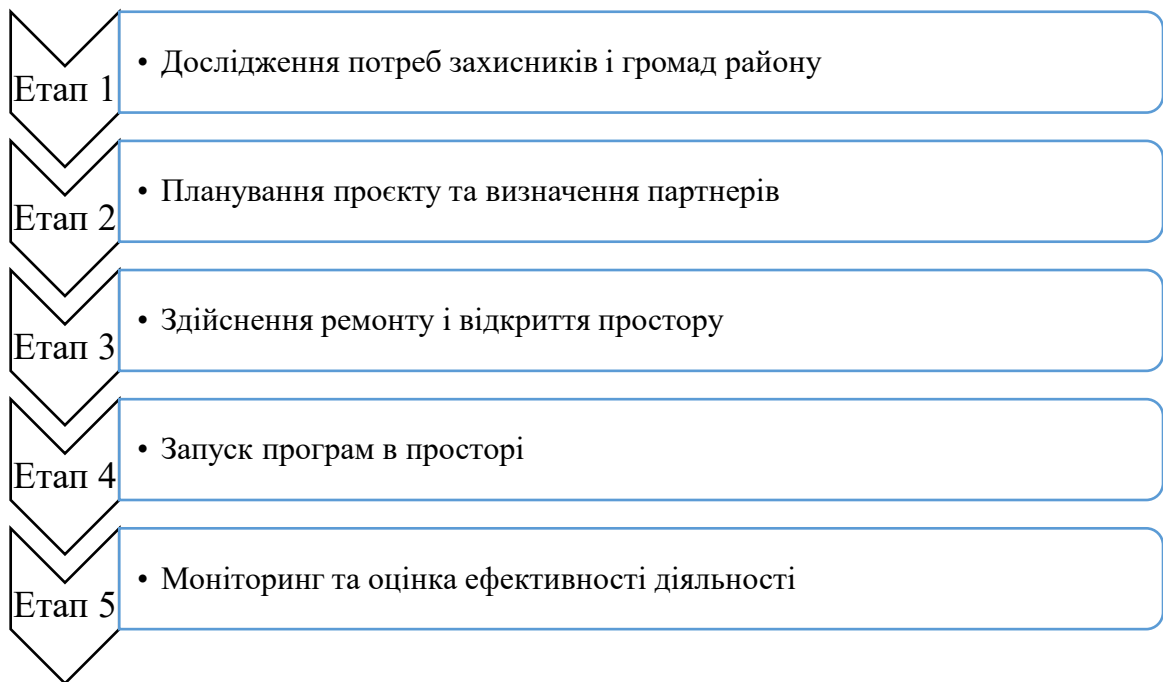 Етап 1
• Дослідження потреб захисників і громад району
Етап 2
• Планування проєкту та визначення партнерів
Етап 3
• Здійснення ремонту і відкриття простору
Етап 4
• Запуск програм в просторі
Етап 5
• Моніторинг та оцінка ефективності діяльності